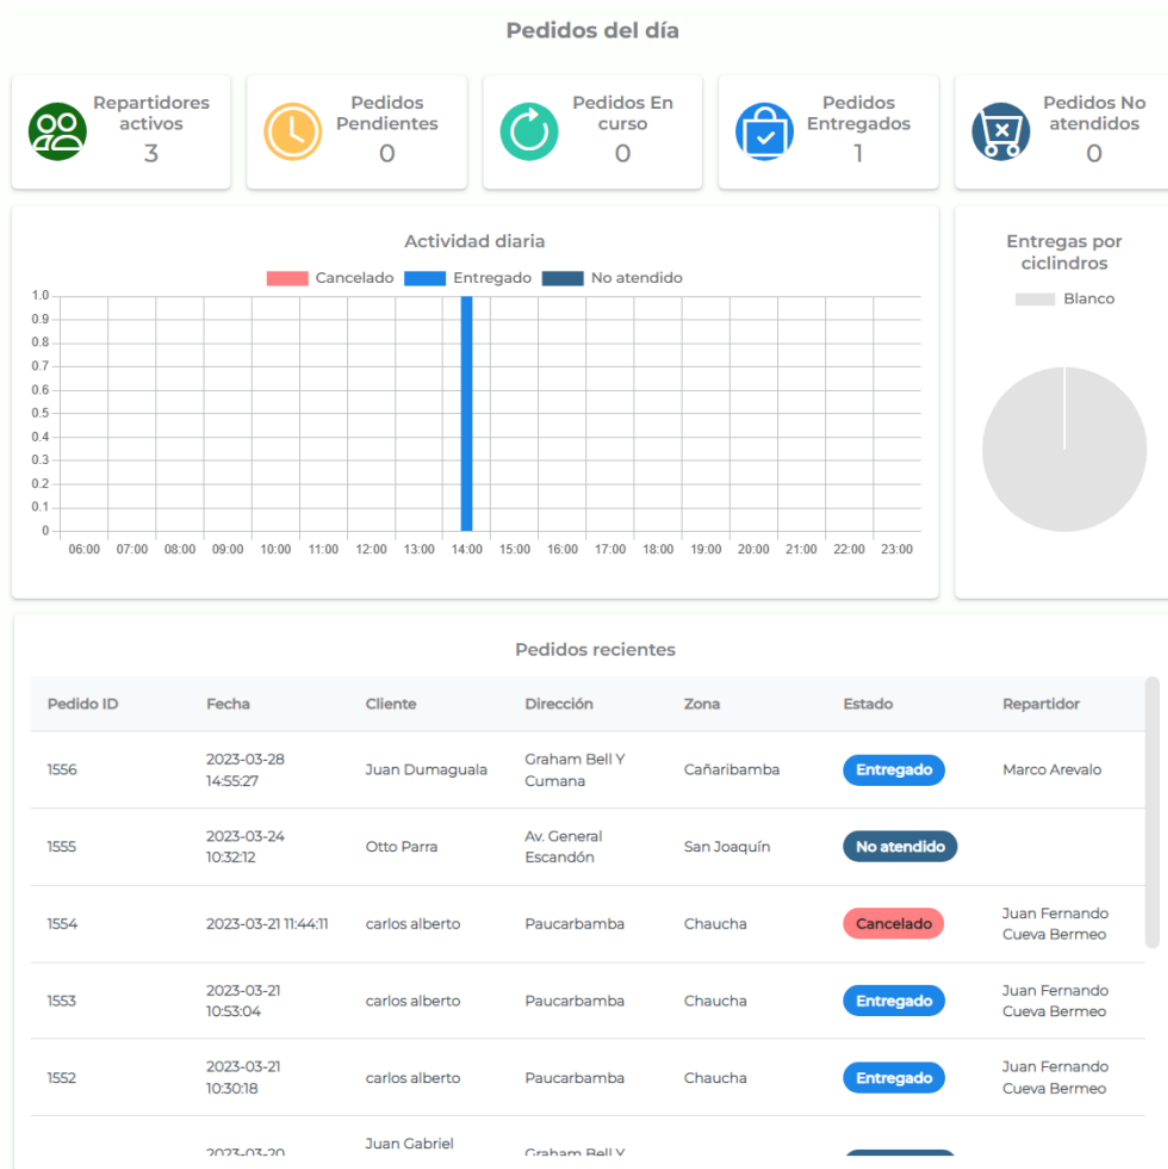 Pedidos del día
Repartidores
activos
3
Pedidos
Pendientes
0
Pedidos En
curso
0
Pedidos
Entregados
1
Pedidos No
atendidos
0
Actividad diaria
Cancelado Entregado No atendido
1.0
0.9
0.8
0.7
0.6
0.5
0.4
0.3
0.2
0.1
0
06:00 07:00 08:00 09:00 10:00 11:00 12:00 13:00 14:00 15:00 16:00 17:00 18:00 19:00 20:00 21:00 22:00 23:00
Entregas por
ciclindros
Blanco
Pedidos recientes
Pedido ID Fecha Cliente Dirección Zona Estado Repartidor
1556
2023-03-28
14:55:27
Juan Dumaguala
Graham Bell Y
Cumana
Cañaribamba
Entregado
Marco Arevalo
1555
2023-03-24
10:32:12
Otto Parra
Av. General
Escandón
San Joaquín
No atendido
1554
2023-03-21 11:44:11
carlos alberto
Paucarbamba
Chaucha
Cancelado
Juan Fernando
Cueva Bermeo
1553
2023-03-21
10:53:04
carlos alberto
Paucarbamba
Chaucha
Entregado
Juan Fernando
Cueva Bermeo
1552
2023-03-21
10:30:18
carlos alberto
Paucarbamba
Chaucha
Entregado
Juan Fernando
Cueva Bermeo
2023-03-20
Juan Gabriel
Graham Bell Y